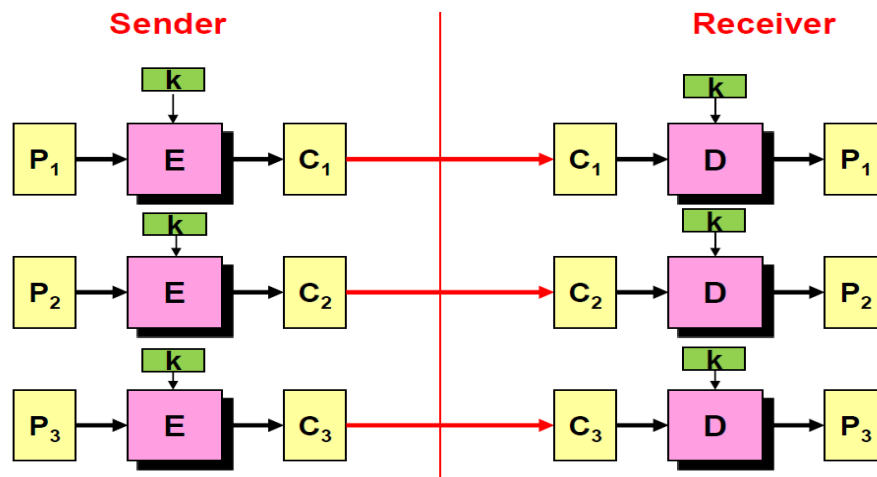 Sender Receiver
k k
P1 E C1 C1 D P1
k k
P2 E C2 C2 D P2
k k
P3 E C3 C3 D P3